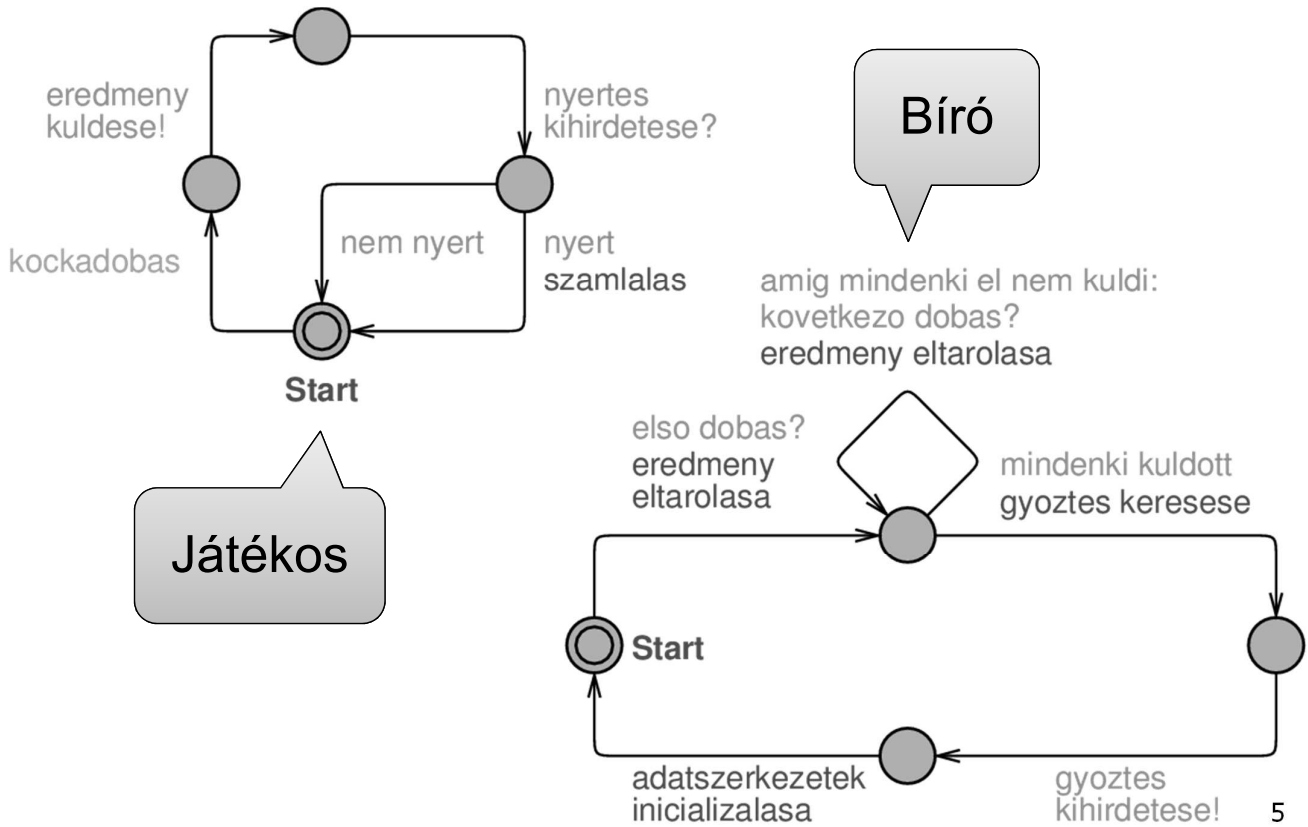 eredmeny
kuldese!
nyertes
kihirdetese?
kockadobas
nem nyert
nyert
szamlalas
Start
Játékos
Bíró
amig mindenki el nem kuldi:
kovetkezo dobas?
eredmeny eltarolasa
elso dobas?
eredmeny
eltarolasa
mindenki kuldott
gyoztes keresese
Start
adatszerkezetek
inicializalasa
gyoztes
kihirdetese!
5